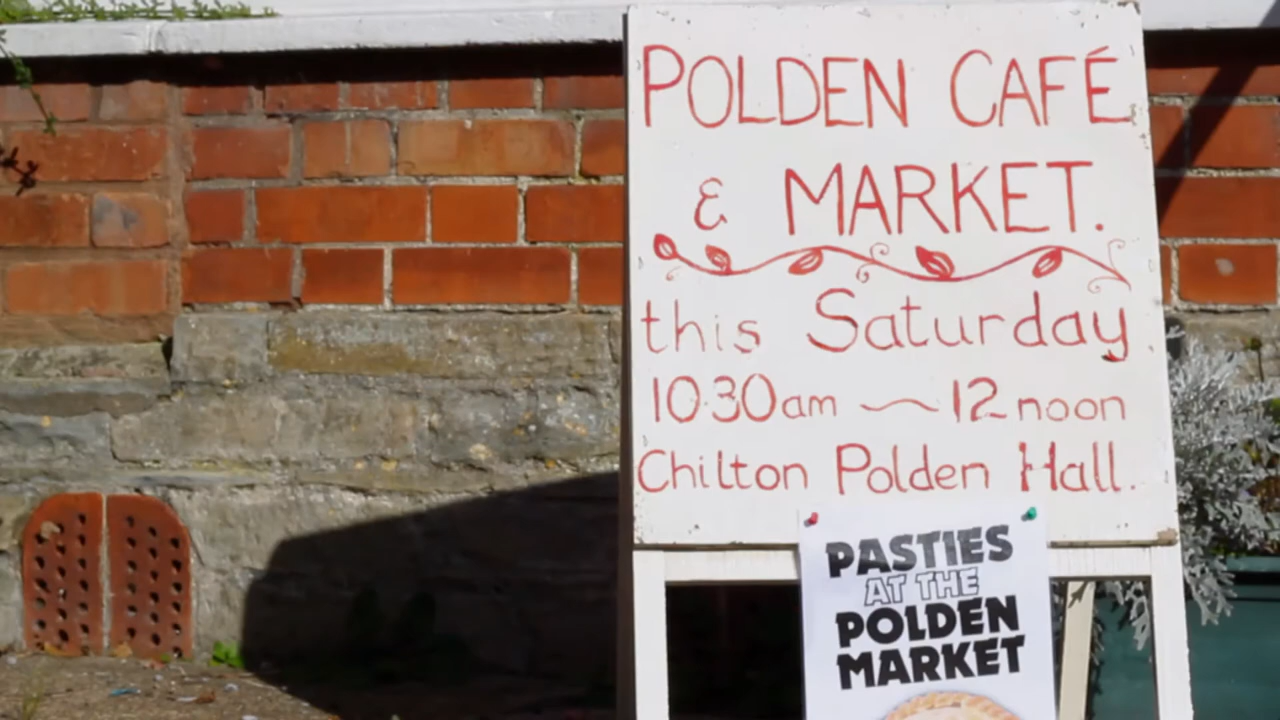 POLDEN CAFÉ
& MARKET.
this Saturday
10·30am ~ 12 noon
Chilton Polden Hall.
PASTIES
AT THE
POLDEN
MARKET